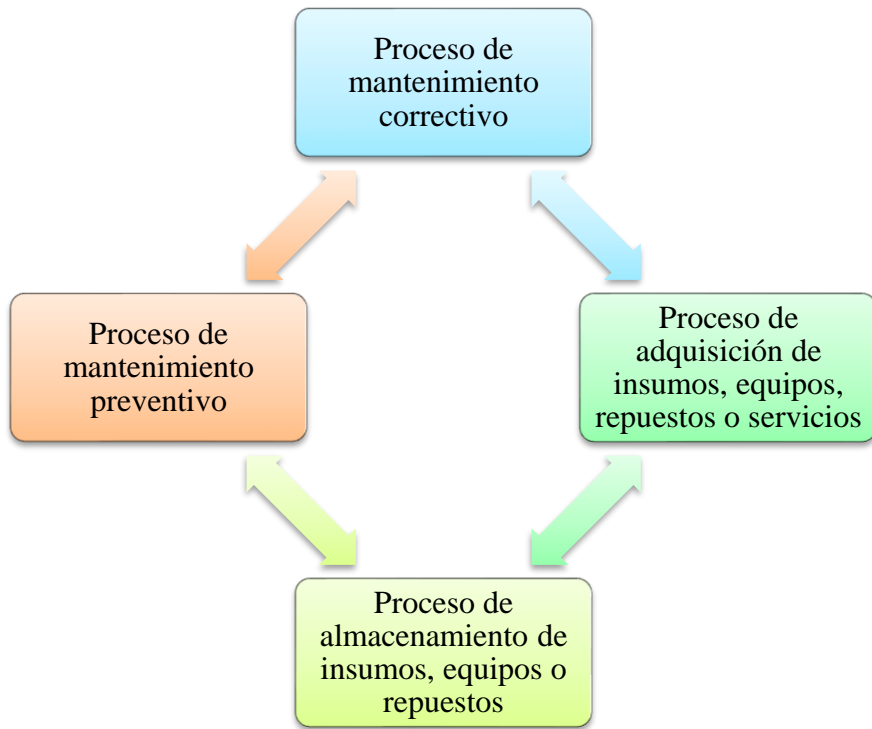 Proceso de
mantenimiento
correctivo
Proceso de
mantenimiento
preventivo
Proceso de
adquisición de
insumos, equipos,
repuestos o servicios
Proceso de
almacenamiento de
insumos, equipos o
repuestos